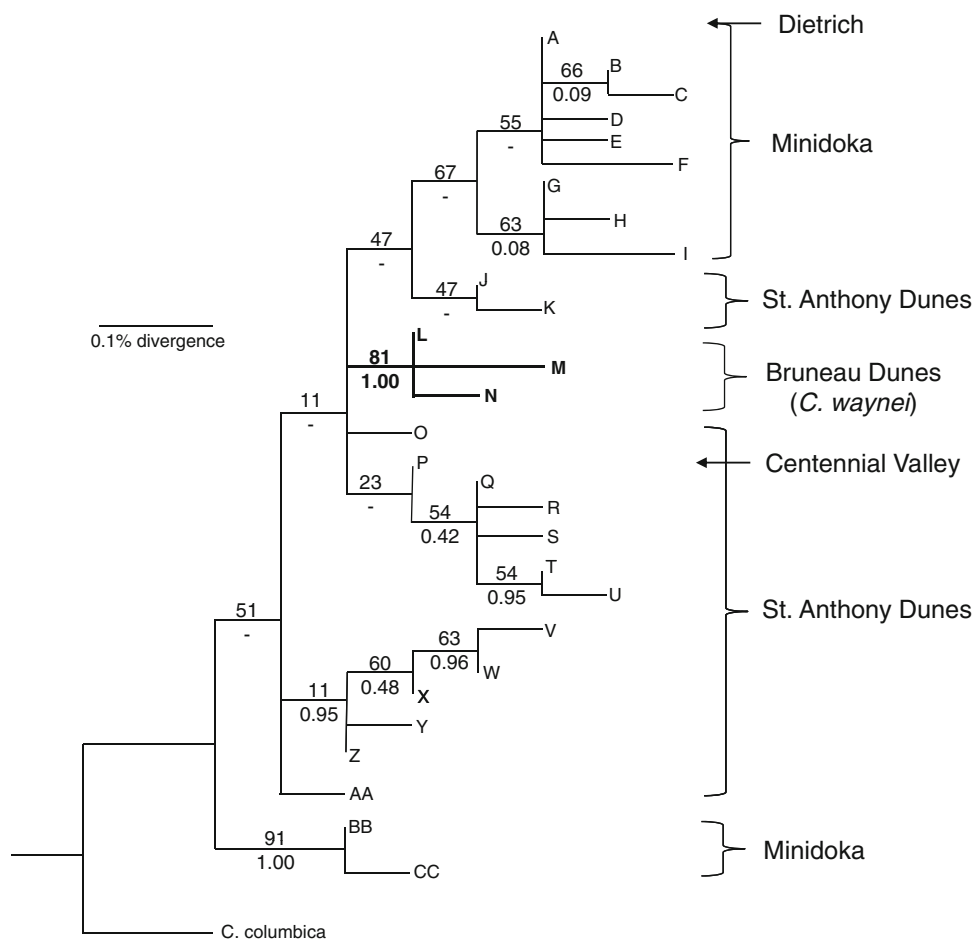 Dietrich
A
66
B
0.09
C
Minidoka
55
D
-
E
F
67
-
G
63
H
0.08
I
47
-
47
J
-
K
St. Anthony Dunes
0.1% divergence
L
81
M
1.00
N
Bruneau Dunes
(C. waynei)
11
-
O
Centennial Valley
P
23
-
Q
54
R
0.42
S
54
T
0.95
U
St. Anthony Dunes
51
-
V
63
0.96
W
60
0.48
X
11
0.95
Y
Z
AA
BB
91
1.00
CC
Minidoka
C. columbica